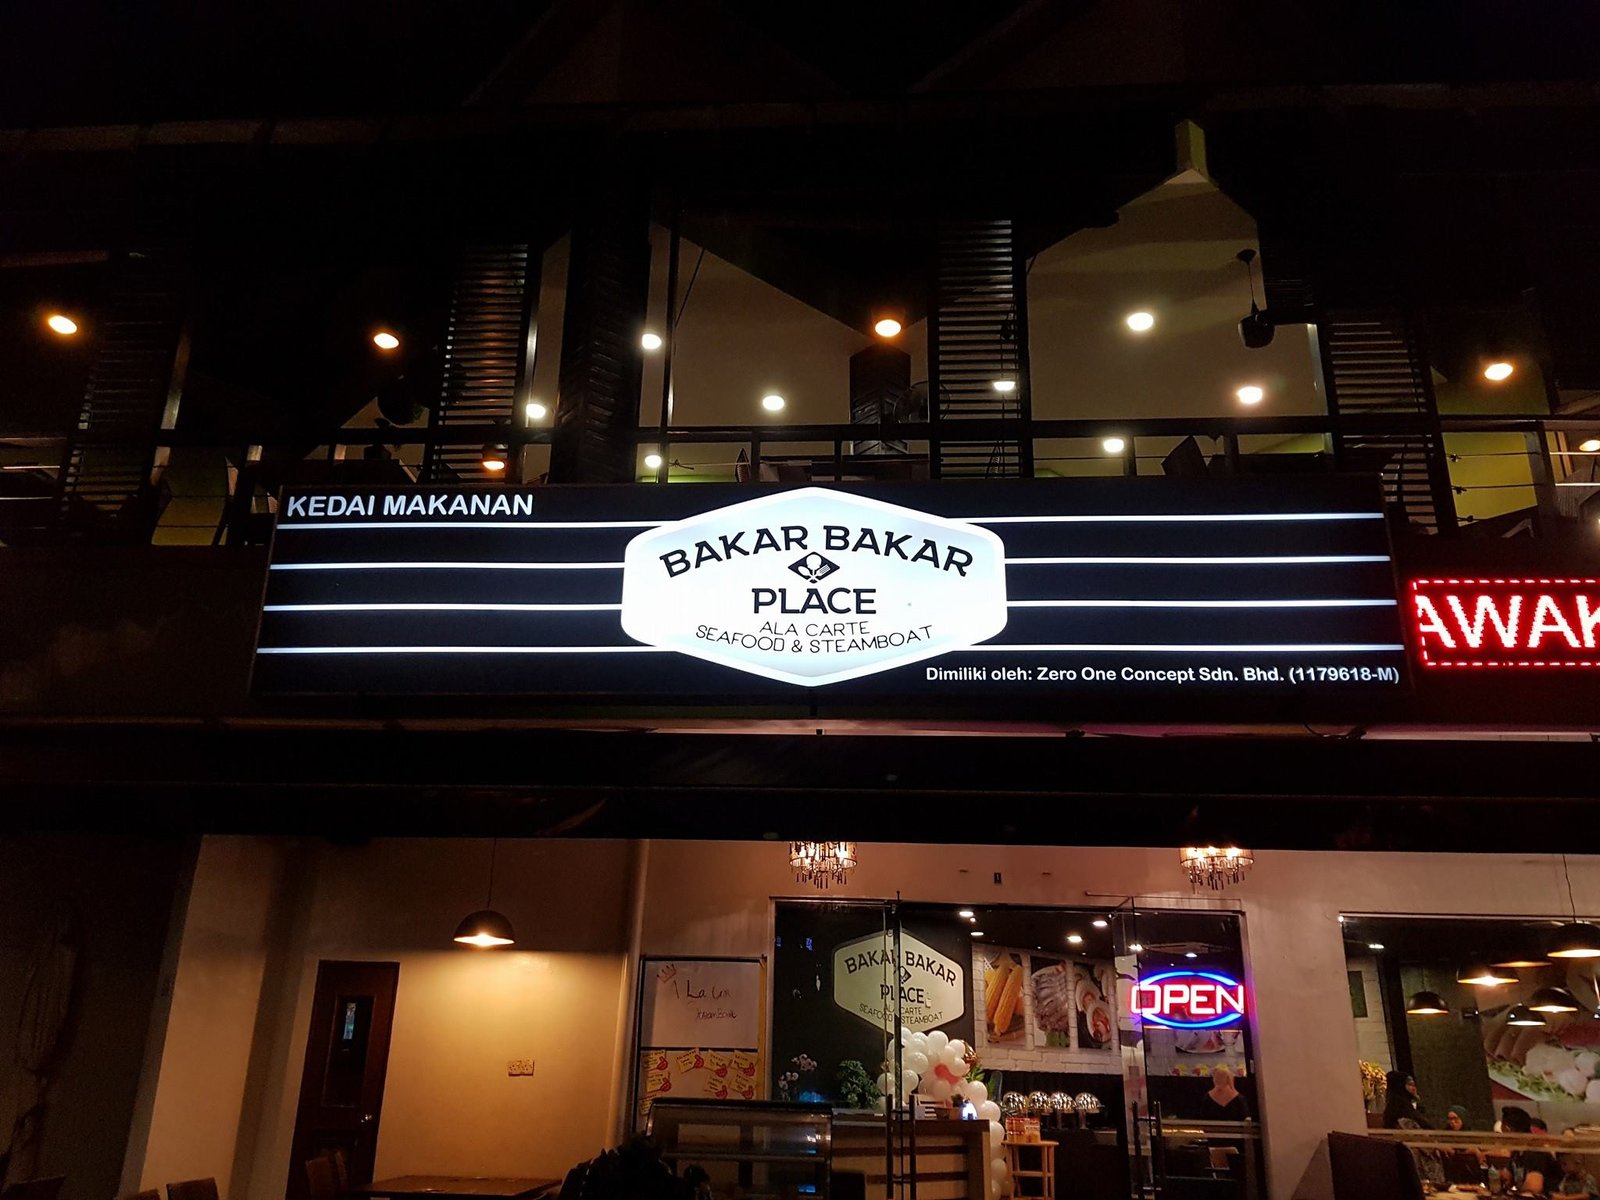 KEDAI MAKANAN
BAKAR BAKAR
PLACE
ALA CARTE
SEAFOOD & STEAMBOAT
Dimiliki oleh: Zero One Concept Sdn. Bhd. (1179618-M)
AWAK
BAKAR BAKAR
PLACE
ALA CARTE
SEAFOOD & STEAMBOAT
OPEN